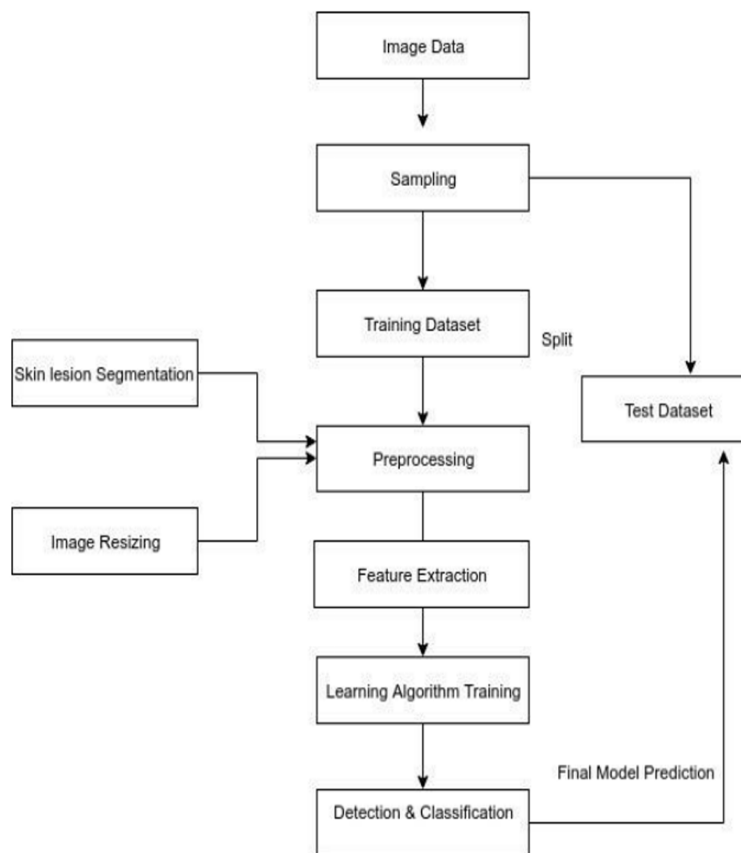 Image Data
Sampling
Training Dataset
Split
Skin lesion Segmentation
Test Dataset
Preprocessing
Image Resizing
Feature Extraction
Learning Algorithm Training
Final Model Prediction
Detection & Classification